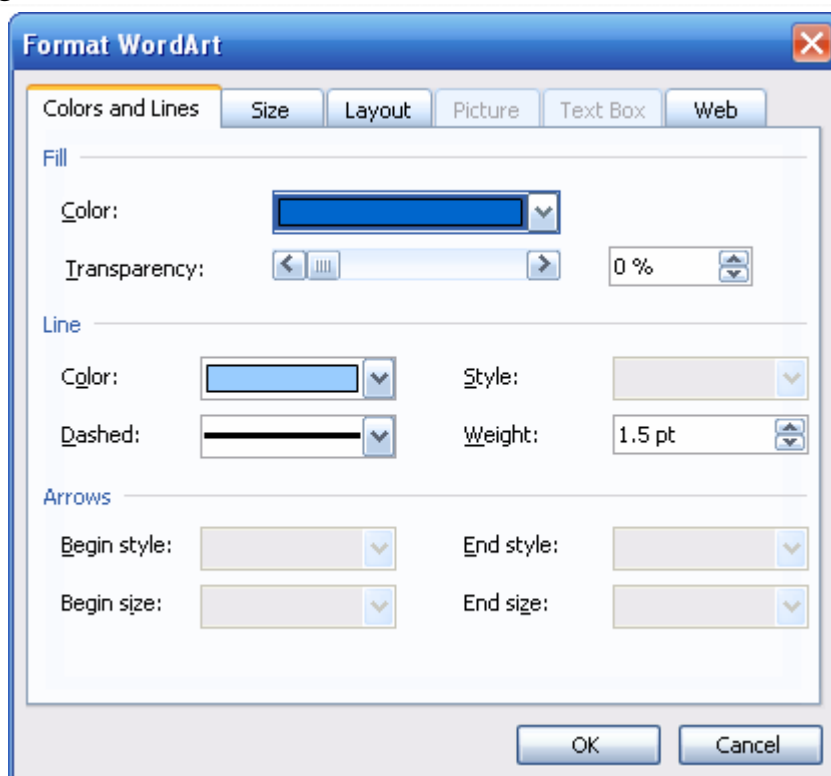 Format WordArt
Colors and Lines Size Layout Picture Text Box Web
Fill
Color:
Transparency: 0 %
Line
Color: Style:
Dashed: Weight: 1.5 pt
Arrows
Begin style: End style:
Begin size: End size:
OK Cancel